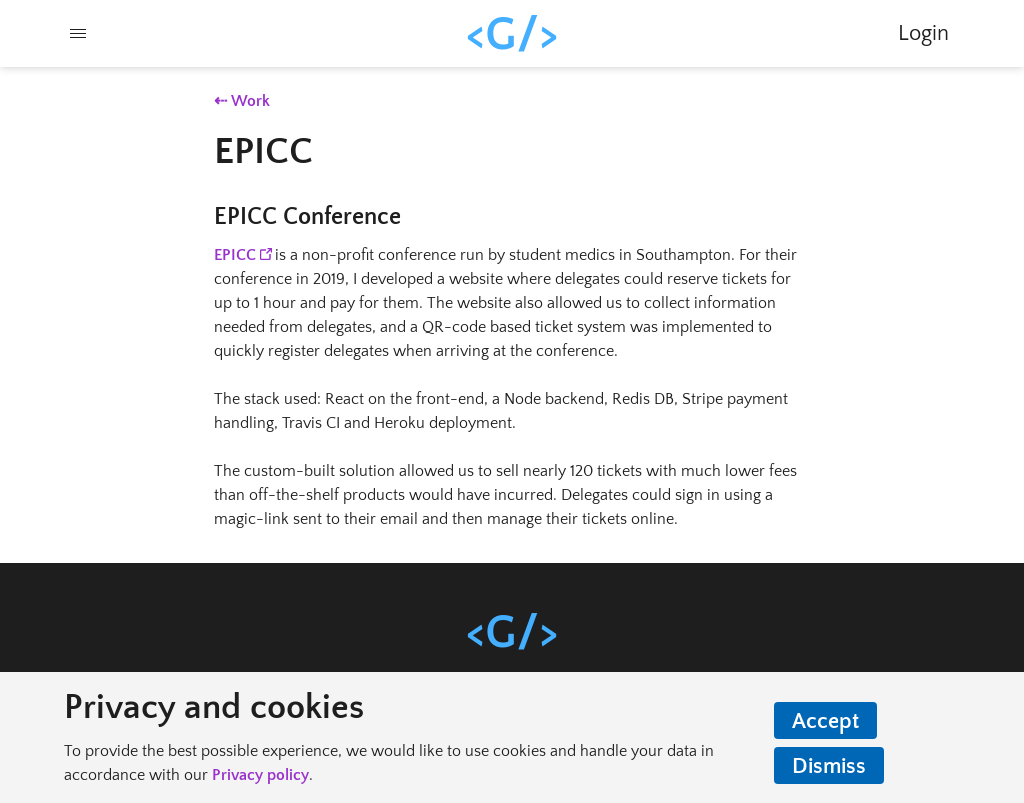 <G/>
Login
⇠ Work
EPICC
EPICC Conference
EPICC is a non-profit conference run by student medics in Southampton. For their
conference in 2019, I developed a website where delegates could reserve tickets for
up to 1 hour and pay for them. The website also allowed us to collect information
needed from delegates, and a QR-code based ticket system was implemented to
quickly register delegates when arriving at the conference.
The stack used: React on the front-end, a Node backend, Redis DB, Stripe payment
handling, Travis CI and Heroku deployment.
The custom-built solution allowed us to sell nearly 120 tickets with much lower fees
than off-the-shelf products would have incurred. Delegates could sign in using a
magic-link sent to their email and then manage their tickets online.
<G/>
Privacy and cookies
To provide the best possible experience, we would like to use cookies and handle your data in
accordance with our Privacy policy.
Accept
Dismiss